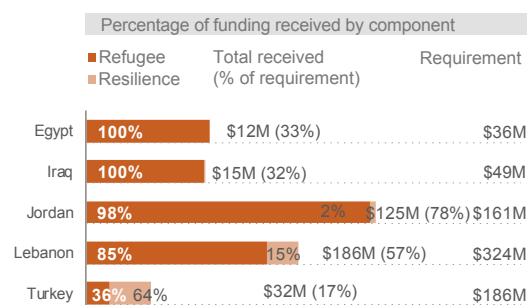 Percentage of funding received by component
Refugee Total received Requirement
Resilience (% of requirement)
Egypt 100% $12M (33%) $36M
Iraq 100% $15M (32%) $49M
Jordan 98% 2% $125M (78%) $161M
Lebanon 85% 15% $186M (57%) $324M
Turkey 36% 64% $32M (17%) $186M